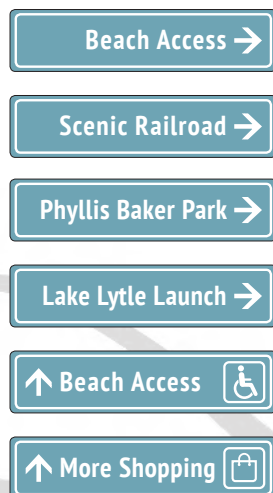 Beach Access →
Scenic Railroad →
Phyllis Baker Park →
Lake Lytle Launch →
↑ Beach Access
↑ More Shopping